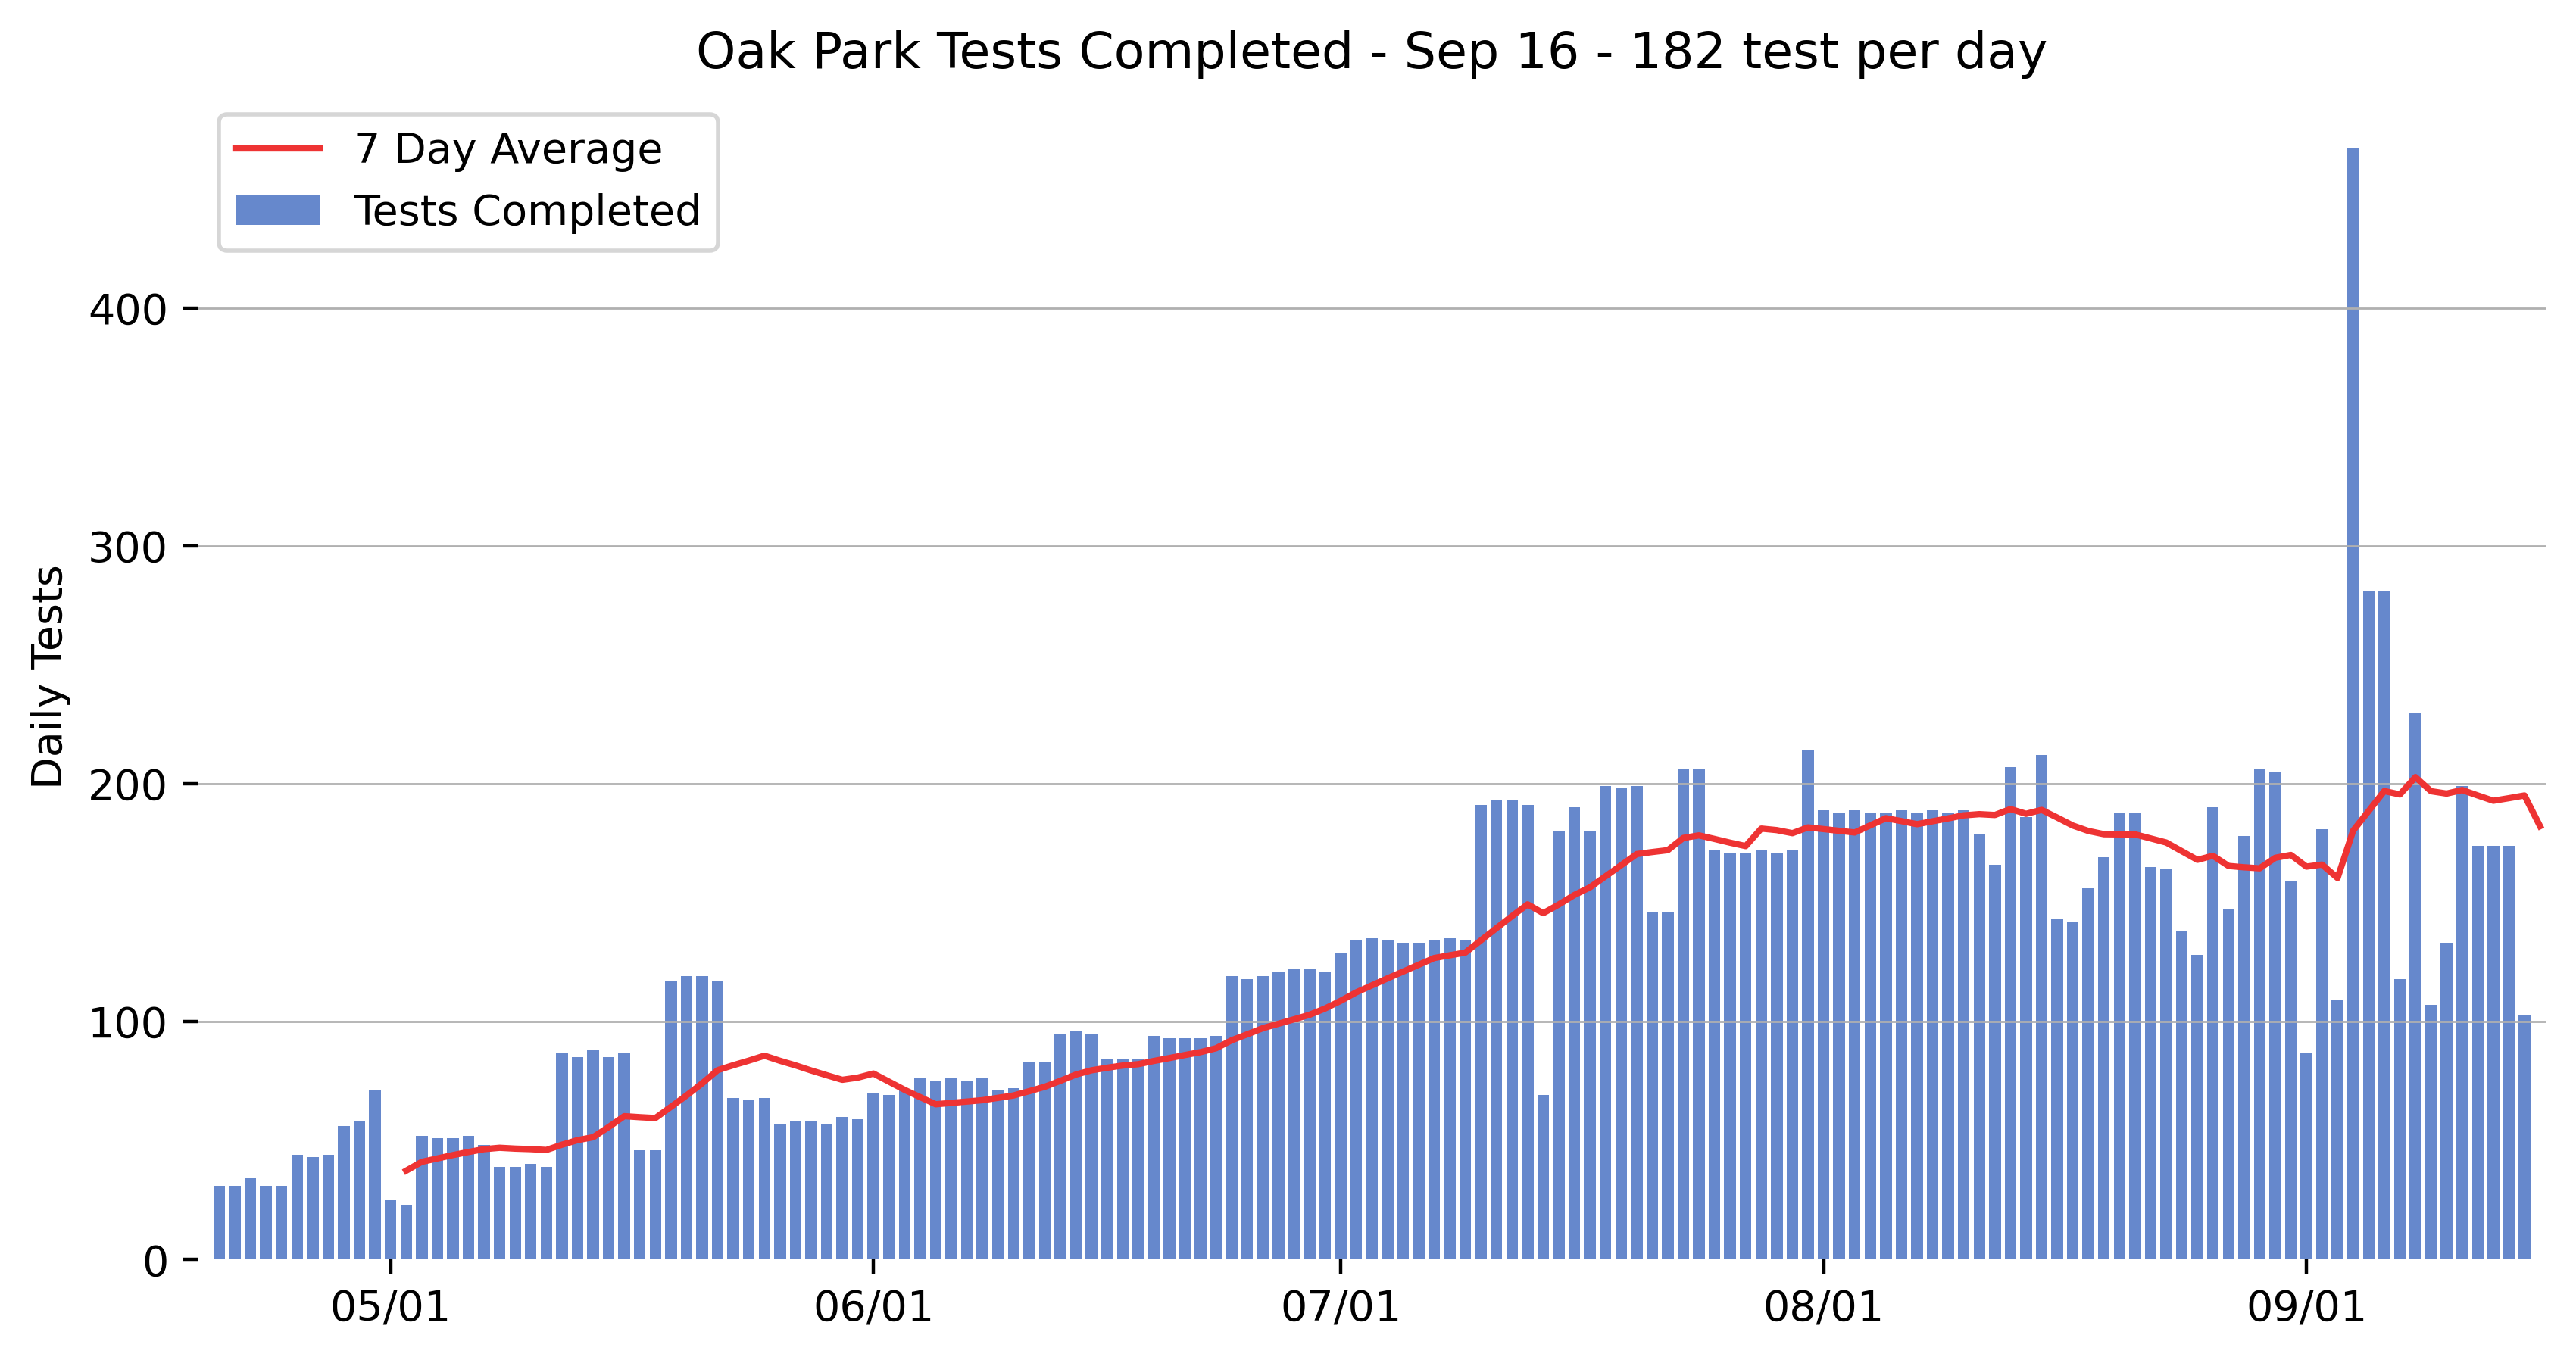 Oak Park Tests Completed - Sep 16 - 182 test per day
7 Day Average
Tests Completed
Daily Tests
400
300
200
100
0
05/01
06/01
07/01
08/01
09/01